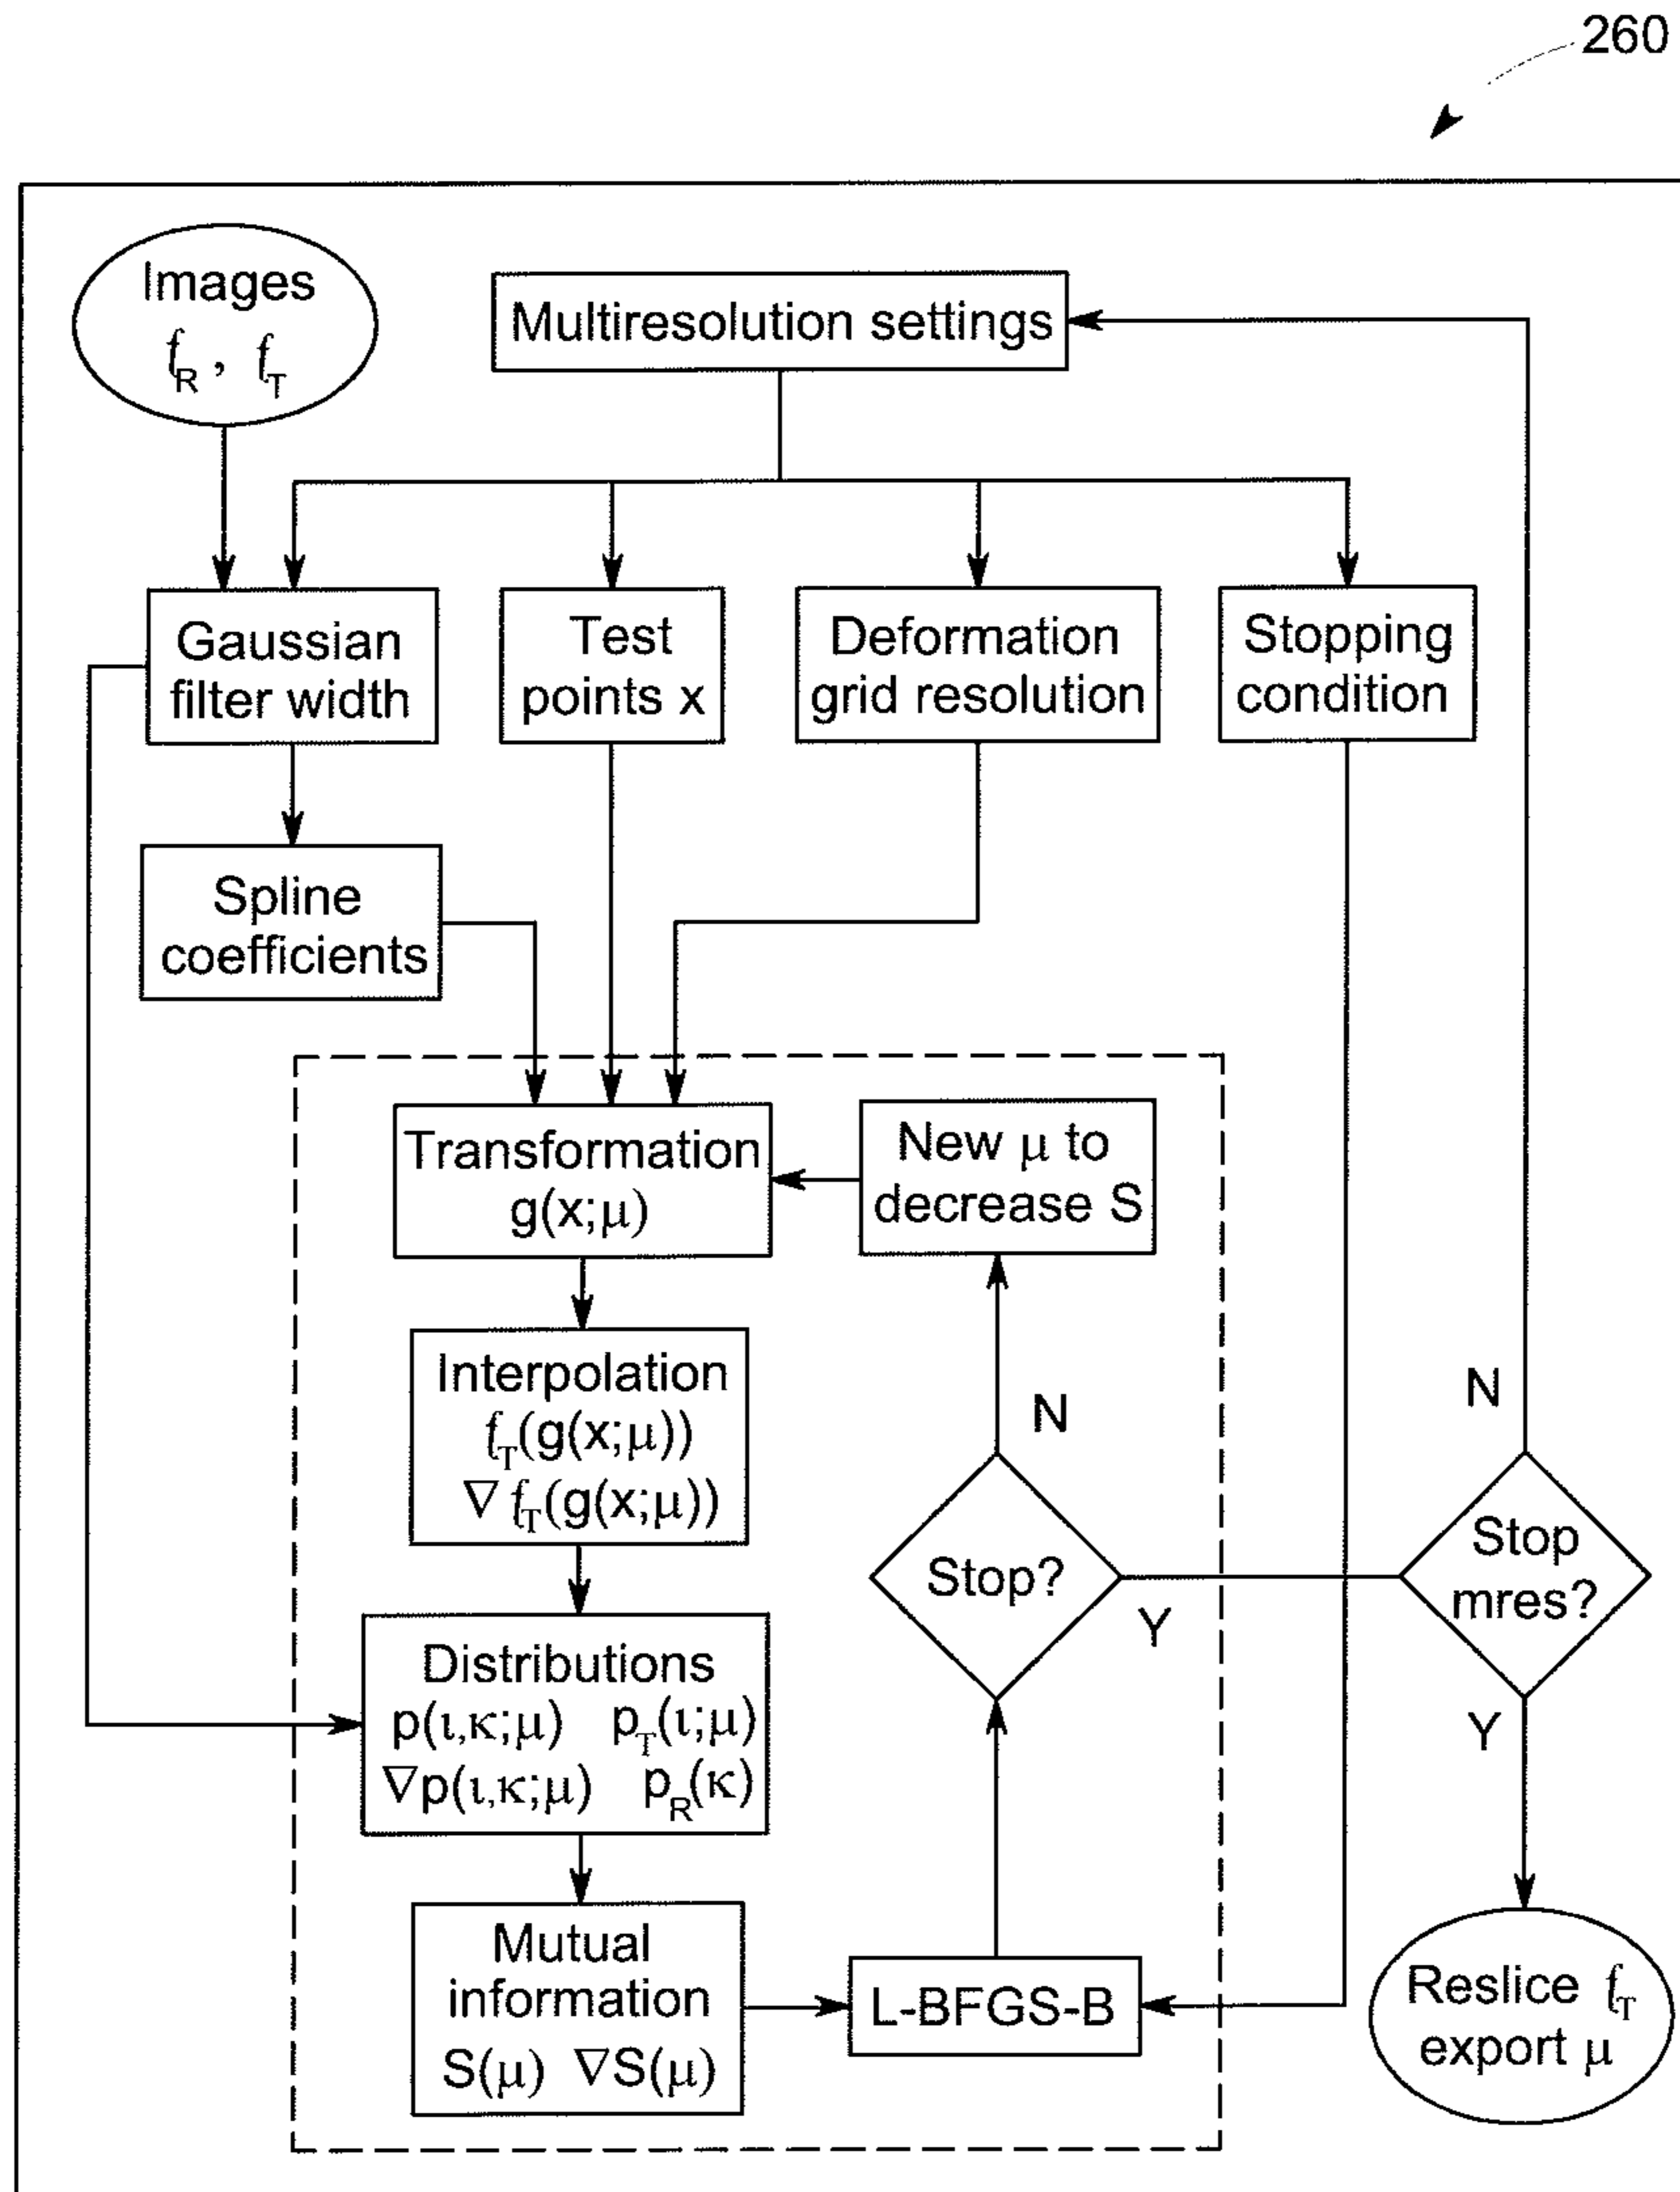 260
Images
f_R , f_T
Multiresolution settings
Gaussian
filter width
Test
points x
Deformation
grid resolution
Stopping
condition
Spline
coefficients
Transformation
g(x;μ)
New μ to
decrease S
Interpolation
f_T(g(x;μ))
∇ f_T(g(x;μ))
N
N
Stop?
Y
Stop
mres?
Y
Distributions
p(ι,κ;μ) p_T(ι;μ)
∇p(ι,κ;μ) p_R(κ)
Mutual
information
S(μ) ∇S(μ)
L-BFGS-B
Reslice f_T
export μ